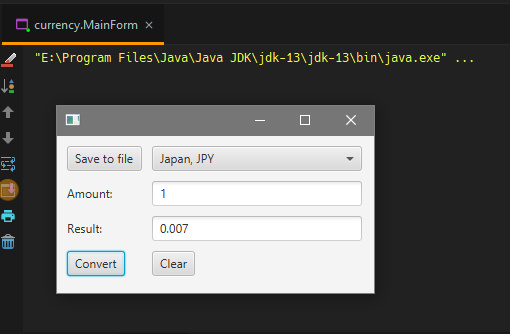 currency.MainForm
"E:\Program Files\Java\Java JDK\jdk-13\jdk-13\bin\java.exe" ...
Save to file Japan, JPY
Amount: 1
Result: 0.007
Convert Clear